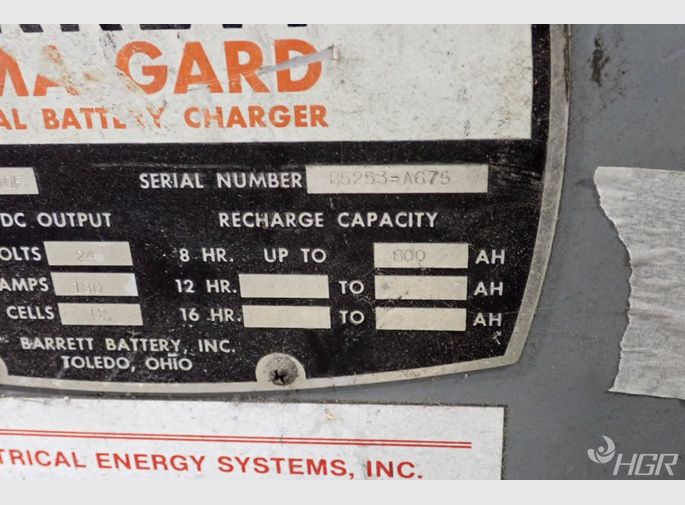 MA GARD
AL BATTERY CHARGER
SERIAL NUMBER B5253-A675
DC OUTPUT RECHARGE CAPACITY
OLTS 24 8 HR. UP TO 800 AH
AMPS 12 HR. TO AH
CELLS 12 16 HR. TO AH
BARRETT BATTERY, INC.
TOLEDO, OHIO
TRICAL ENERGY SYSTEMS, INC.
HGR